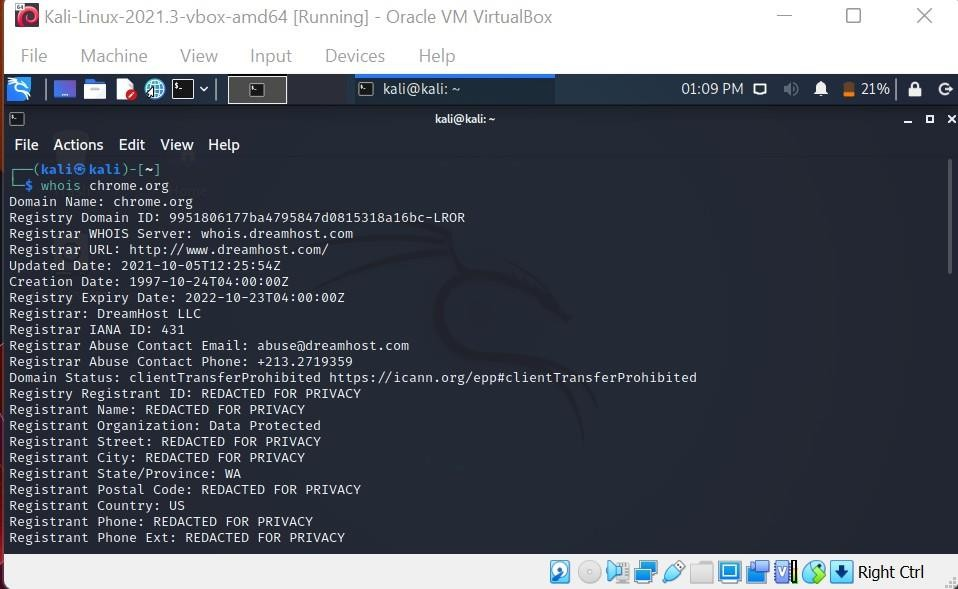 Kali-Linux-2021.3-vbox-amd64 [Running] - Oracle VM VirtualBox
File Machine View Input Devices Help
kali@kali: ~ 01:09 PM 21%
kali@kali: ~
File Actions Edit View Help
┌──(kali㉿kali)-[~]
└─$ whois chrome.org
Domain Name: chrome.org
Registry Domain ID: 9951806177ba4795847d0815318a16bc-LROR
Registrar WHOIS Server: whois.dreamhost.com
Registrar URL: http://www.dreamhost.com/
Updated Date: 2021-10-05T12:25:54Z
Creation Date: 1997-10-24T04:00:00Z
Registry Expiry Date: 2022-10-23T04:00:00Z
Registrar: DreamHost LLC
Registrar IANA ID: 431
Registrar Abuse Contact Email: abuse@dreamhost.com
Registrar Abuse Contact Phone: +213.2719359
Domain Status: clientTransferProhibited https://icann.org/epp#clientTransferProhibited
Registry Registrant ID: REDACTED FOR PRIVACY
Registrant Name: REDACTED FOR PRIVACY
Registrant Organization: Data Protected
Registrant Street: REDACTED FOR PRIVACY
Registrant City: REDACTED FOR PRIVACY
Registrant State/Province: WA
Registrant Postal Code: REDACTED FOR PRIVACY
Registrant Country: US
Registrant Phone: REDACTED FOR PRIVACY
Registrant Phone Ext: REDACTED FOR PRIVACY
Right Ctrl